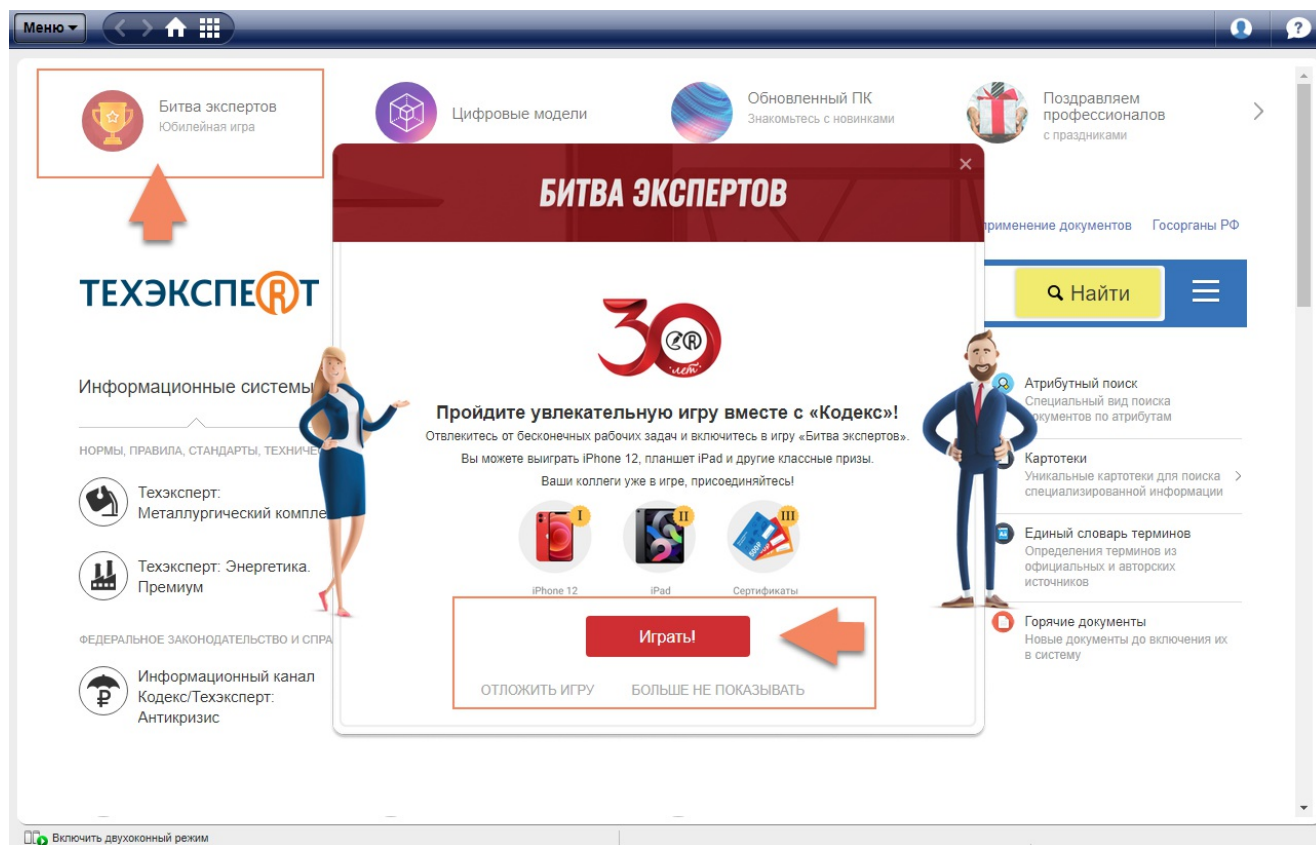 Меню
Битва экспертов
Юбилейная игра
Цифровые модели
Обновленный ПК
Знакомьтесь с новинками
Поздравляем
профессионалов
с праздниками
БИТВА ЭКСПЕРТОВ
применение документов
Госорганы РФ
ТЕХЭКСПЕRТ
Найти
30
лет
Информационные системы
Пройдите увлекательную игру вместе с «Кодекс»!
Отвлекитесь от бесконечных рабочих задач и включитесь в игру «Битва экспертов».
Вы можете выиграть iPhone 12, планшет iPad и другие классные призы.
Ваши коллеги уже в игре, присоединяйтесь!
I
II
III
iPhone 12
iPad
Сертификаты
Играть!
ОТЛОЖИТЬ ИГРУ
БОЛЬШЕ НЕ ПОКАЗЫВАТЬ
НОРМЫ, ПРАВИЛА, СТАНДАРТЫ, ТЕХНИЧЕ
Техэксперт:
Металлургический компле
Техэксперт: Энергетика.
Премиум
ФЕДЕРАЛЬНОЕ ЗАКОНОДАТЕЛЬСТВО И СПРА
Информационный канал
Кодекс/Техэксперт:
Антикризис
Атрибутный поиск
Специальный вид поиска
документов по атрибутам
Картотеки
Уникальные картотеки для поиска
специализированной информации
Единый словарь терминов
Определения терминов из
официальных и авторских
источников
Горячие документы
Новые документы до включения их
в систему
Включить двухоконный режим